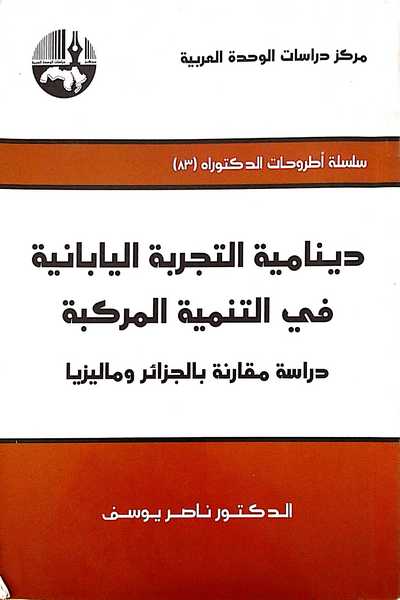 مركز دراسات الوحدة العربية
سلسلة أطروحات الدكتوراه (٨٣)
دينامية التجربة اليابانية
في التنمية المركبة
دراسة مقارنة بالجزائر وماليزيا
الدكتور ناصر يوسف